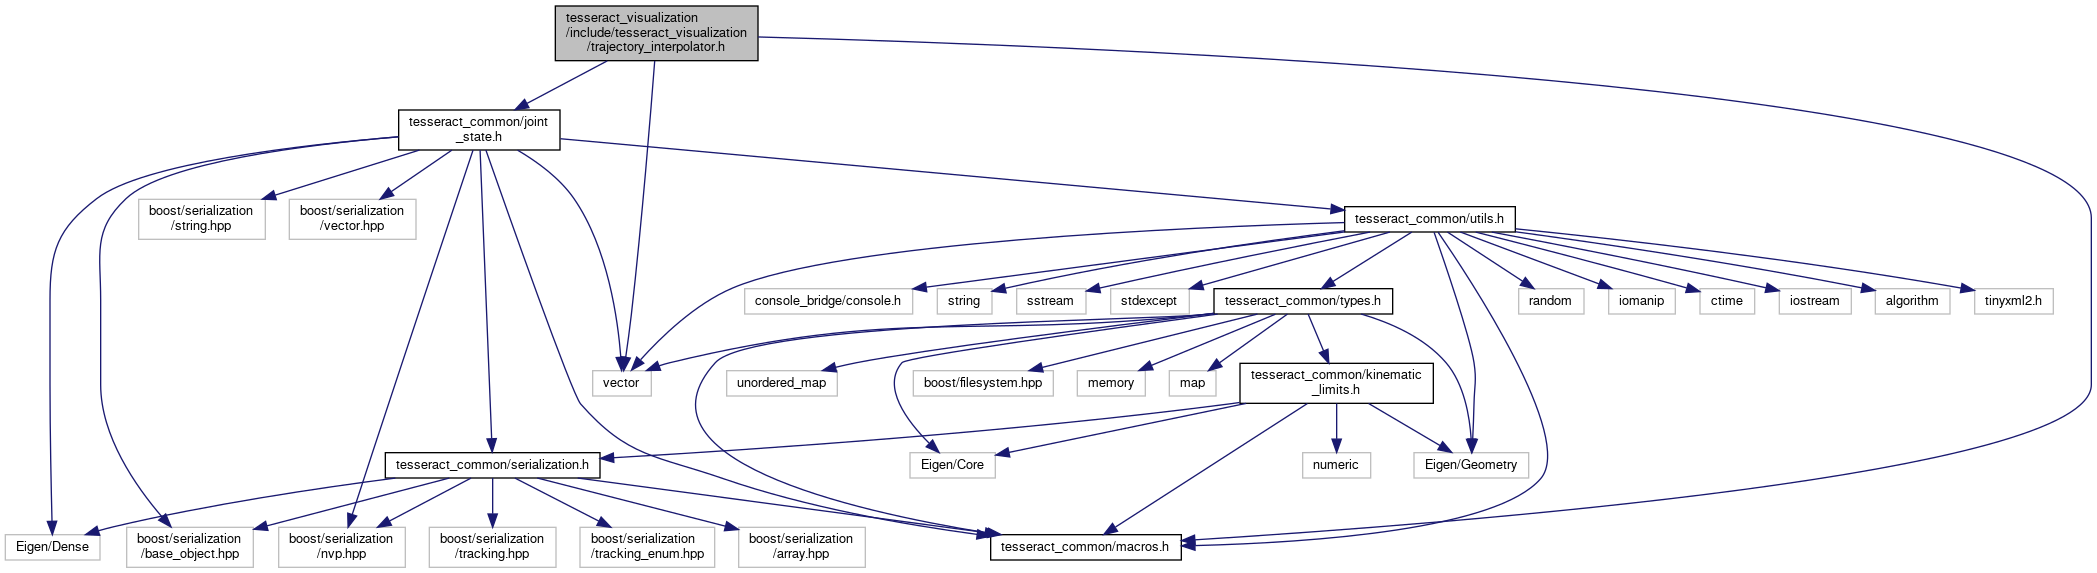 tesseract_visualization
/include/tesseract_visualization
/trajectory_interpolator.h
tesseract_common/joint
_state.h
boost/serialization
/string.hpp
boost/serialization
/vector.hpp
tesseract_common/utils.h
console_bridge/console.h
string
sstream
stdexcept
tesseract_common/types.h
random
iomanip
ctime
iostream
algorithm
tinyxml2.h
vector
unordered_map
boost/filesystem.hpp
memory
map
tesseract_common/kinematic
_limits.h
tesseract_common/serialization.h
Eigen/Core
numeric
Eigen/Geometry
Eigen/Dense
boost/serialization
/base_object.hpp
boost/serialization
/nvp.hpp
boost/serialization
/tracking.hpp
boost/serialization
/tracking_enum.hpp
boost/serialization
/array.hpp
tesseract_common/macros.h